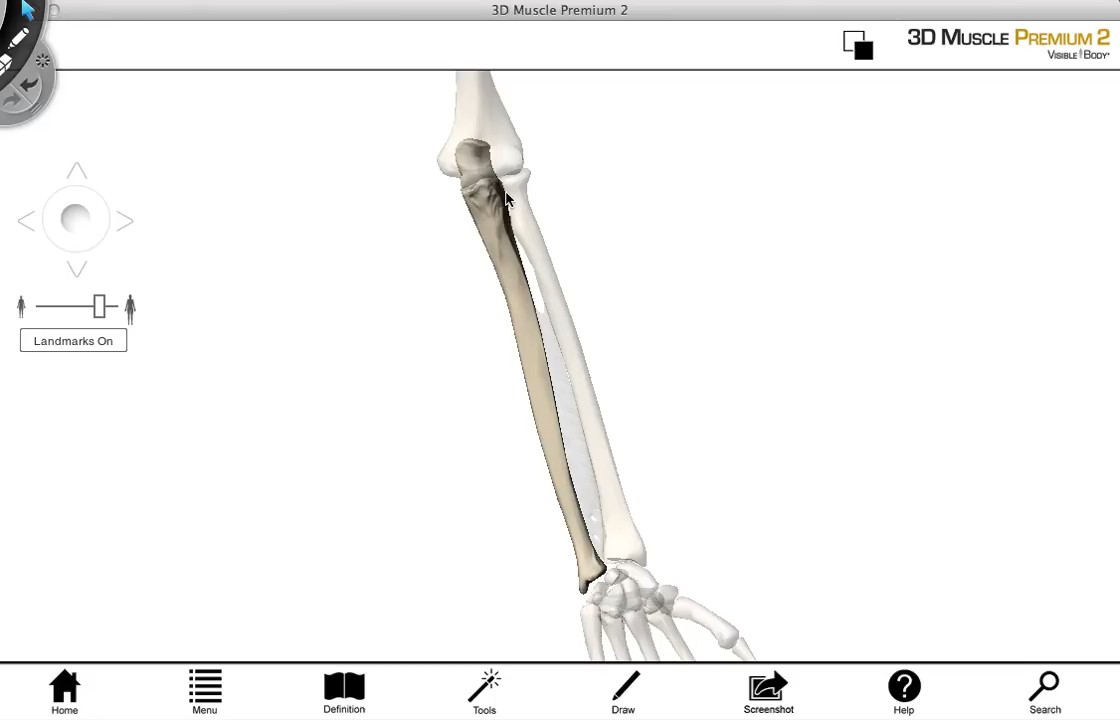 3D Muscle Premium 2
3D MUSCLE PREMIUM 2
VISIBLE BODY®
Landmarks On
Home
Menu
Definition
Tools
Draw
Screenshot
Help
Search